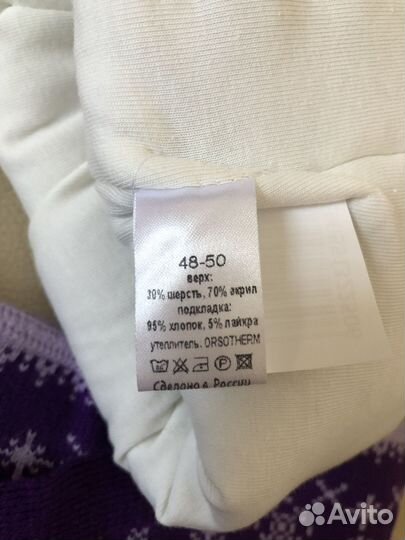 48-50
верх:
30% шерсть, 70% акрил
подкладка:
95% хлопок, 5% лайкра
утеплитель: ORSOTHERM
Сделано в России
Avito